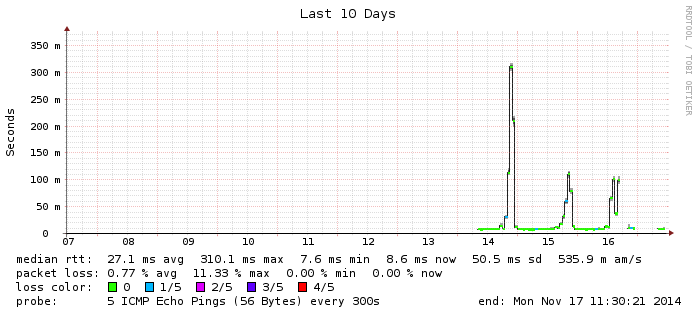 Last 10 Days
RRDTOOL / TOBI OETIKER
Seconds
350 m
300 m
250 m
200 m
150 m
100 m
50 m
0
07 08 09 10 11 12 13 14 15 16
median rtt: 27.1 ms avg 310.1 ms max 7.6 ms min 8.6 ms now 50.5 ms sd 535.9 m am/s
packet loss: 0.77 % avg 11.33 % max 0.00 % min 0.00 % now
loss color: 0 1/5 2/5 3/5 4/5
probe: 5 ICMP Echo Pings (56 Bytes) every 300s end: Mon Nov 17 11:30:21 2014